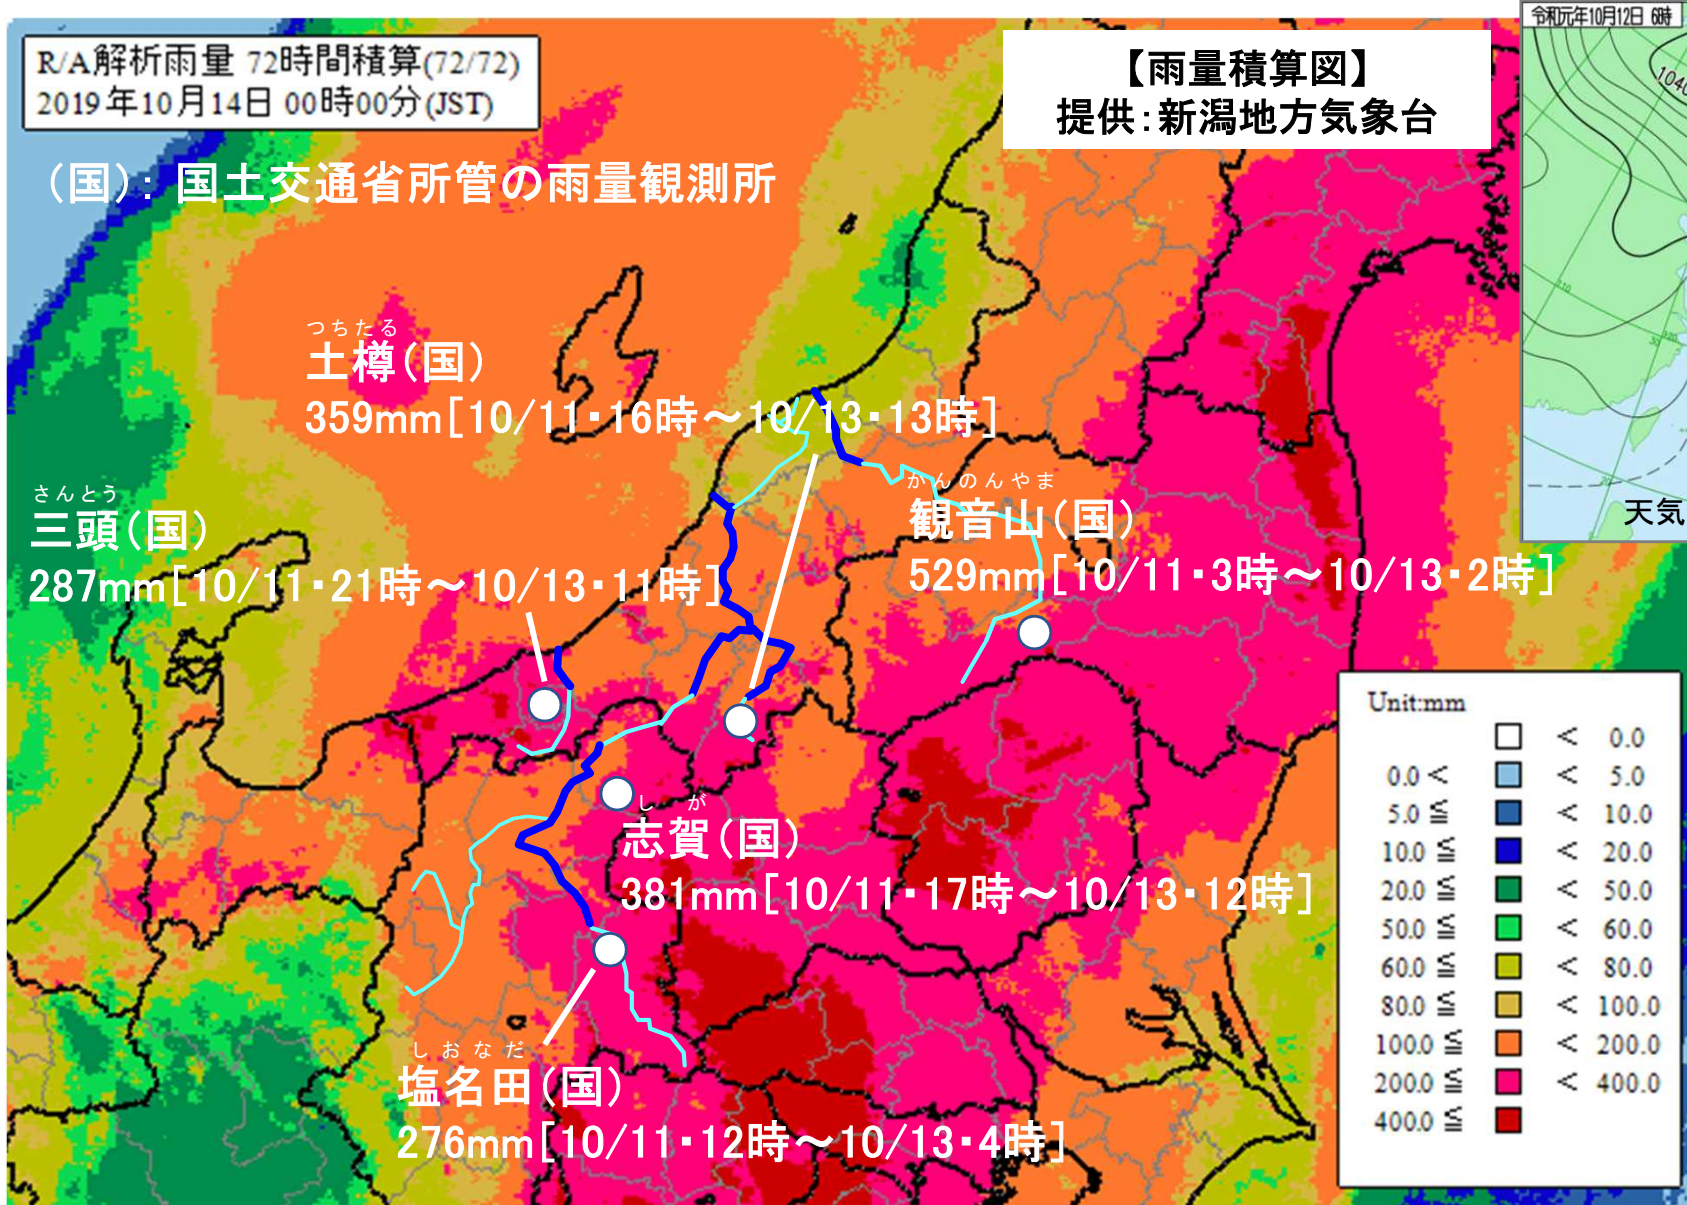 R/A解析雨量 72時間積算(72/72)
2019年10月14日 00時00分(JST)
【雨量積算図】
提供:新潟地方気象台
令和元年10月12日 6時
1040
(国): 国土交通省所管の雨量観測所
つちたる
土樽(国)
359mm[10/11・16時～10/13・13時]
さんとう
三頭(国)
287mm[10/11・21時～10/13・11時]
かんのんやま
観音山(国)
529mm[10/11・3時～10/13・2時]
天気
しが
志賀(国)
381mm[10/11・17時～10/13・12時]
しおなだ
塩名田(国)
276mm[10/11・12時～10/13・4時]
Unit:mm
< 0.0
0.0 < < 5.0
5.0 ≦ < 10.0
10.0 ≦ < 20.0
20.0 ≦ < 50.0
50.0 ≦ < 60.0
60.0 ≦ < 80.0
80.0 ≦ < 100.0
100.0 ≦ < 200.0
200.0 ≦ < 400.0
400.0 ≦